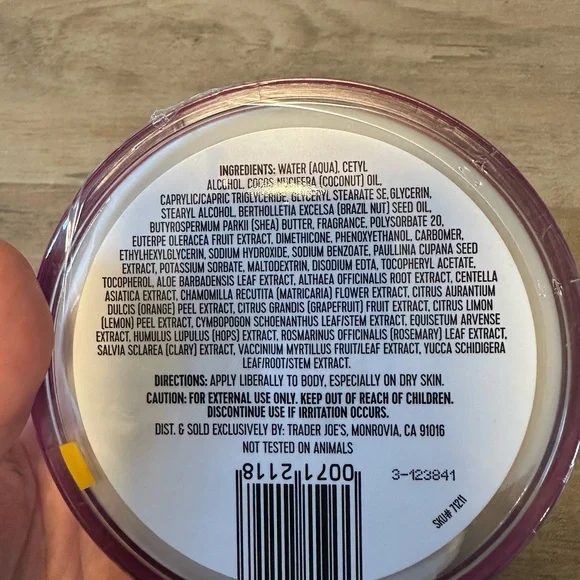 INGREDIENTS: WATER (AQUA), CETYL
ALCOHOL, COCOS NUCIFERA (COCONUT) OIL,
CAPRYLIC/CAPRIC TRIGLYCERIDE, GLYCERYL STEARATE SE, GLYCERIN,
STEARYL ALCOHOL, BERTHOLLETIA EXCELSA (BRAZIL NUT) SEED OIL,
BUTYROSPERMUM PARKII (SHEA) BUTTER, FRAGRANCE, POLYSORBATE 20,
EUTERPE OLERACEA FRUIT EXTRACT, DIMETHICONE, PHENOXYETHANOL, CARBOMER,
ETHYLHEXYLGLYCERIN, SODIUM HYDROXIDE, SODIUM BENZOATE, PAULLINIA CUPANA SEED
EXTRACT, POTASSIUM SORBATE, MALTODEXTRIN, DISODIUM EDTA, TOCOPHERYL ACETATE,
TOCOPHEROL, ALOE BARBADENSIS LEAF EXTRACT, ALTHAEA OFFICINALIS ROOT EXTRACT, CENTELLA
ASIATICA EXTRACT, CHAMOMILLA RECUTITA (MATRICARIA) FLOWER EXTRACT, CITRUS AURANTIUM
DULCIS (ORANGE) PEEL EXTRACT, CITRUS GRANDIS (GRAPEFRUIT) FRUIT EXTRACT, CITRUS LIMON
(LEMON) PEEL EXTRACT, CYMBOPOGON SCHOENANTHUS LEAF/STEM EXTRACT, EQUISETUM ARVENSE
EXTRACT, HUMULUS LUPULUS (HOPS) EXTRACT, ROSMARINUS OFFICINALIS (ROSEMARY) LEAF EXTRACT,
SALVIA SCLAREA (CLARY) EXTRACT, VACCINIUM MYRTILLUS FRUIT/LEAF EXTRACT, YUCCA SCHIDIGERA
LEAF/ROOT/STEM EXTRACT.
DIRECTIONS: APPLY LIBERALLY TO BODY, ESPECIALLY ON DRY SKIN.
CAUTION: FOR EXTERNAL USE ONLY. KEEP OUT OF REACH OF CHILDREN.
DISCONTINUE USE IF IRRITATION OCCURS.
DIST. & SOLD EXCLUSIVELY BY: TRADER JOE'S, MONROVIA, CA 91016
NOT TESTED ON ANIMALS
0071 2118
3-123841
SKU# 71211